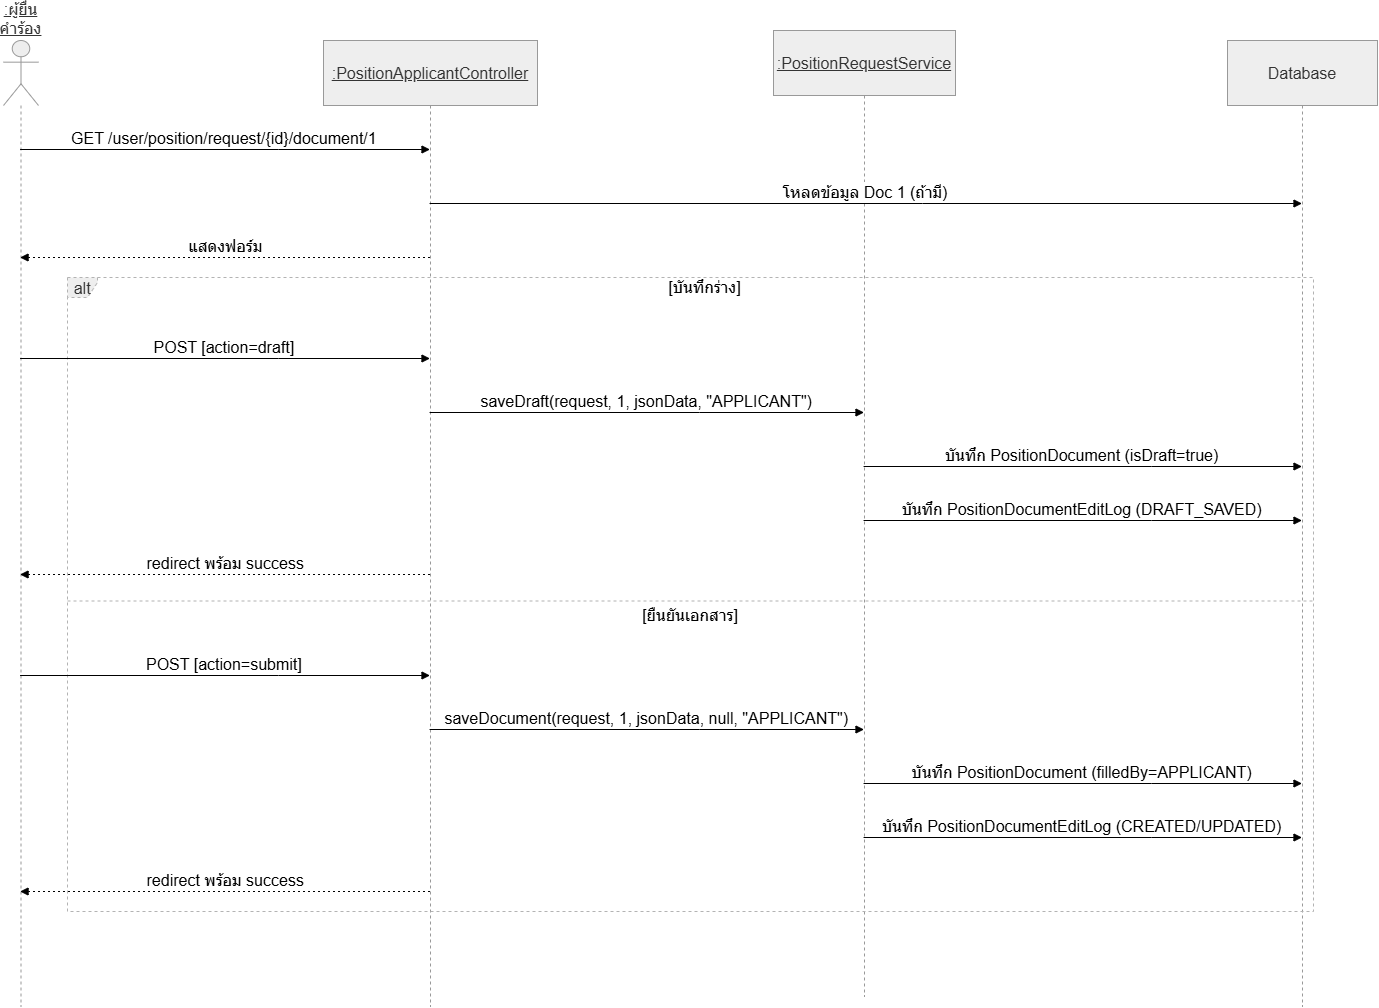 :ผู้ยื่น
คำร้อง
:PositionApplicantController
:PositionRequestService
Database
GET /user/position/request/{id}/document/1
โหลดข้อมูล Doc 1 (ถ้ามี)
แสดงฟอร์ม
alt
[บันทึกร่าง]
POST [action=draft]
saveDraft(request, 1, jsonData, "APPLICANT")
บันทึก PositionDocument (isDraft=true)
บันทึก PositionDocumentEditLog (DRAFT_SAVED)
redirect พร้อม success
[ยืนยันเอกสาร]
POST [action=submit]
saveDocument(request, 1, jsonData, null, "APPLICANT")
บันทึก PositionDocument (filledBy=APPLICANT)
บันทึก PositionDocumentEditLog (CREATED/UPDATED)
redirect พร้อม success